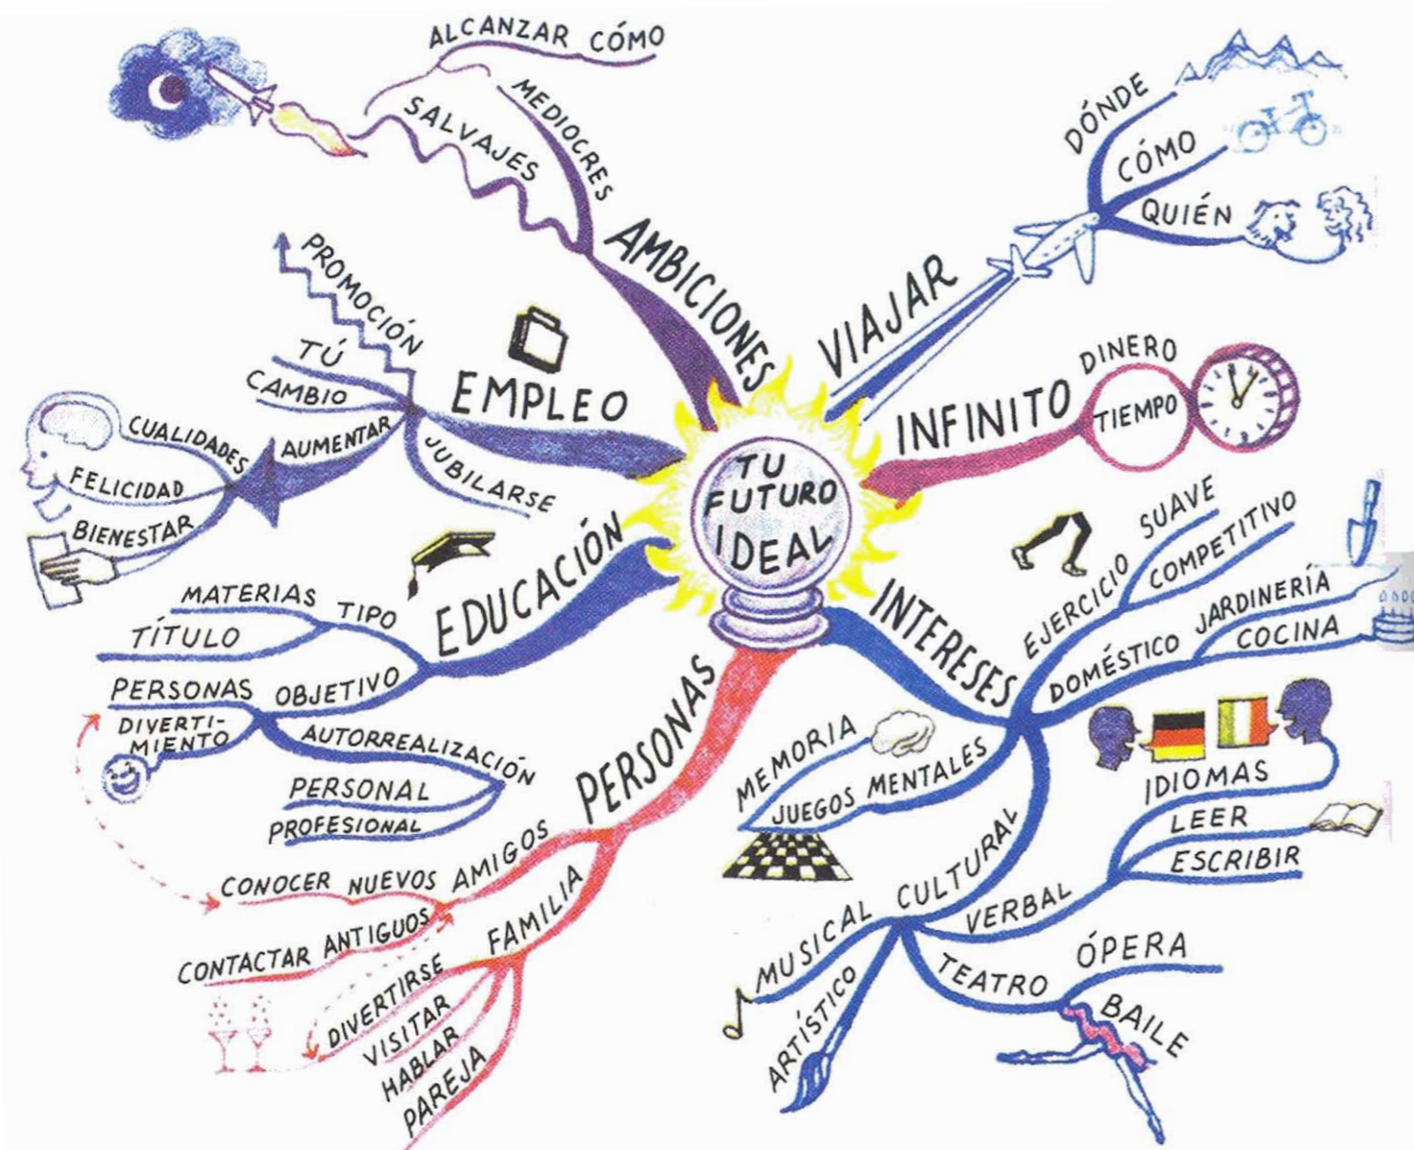 TU
FUTURO
IDEAL
AMBICIONES
MEDIOCRES
SALVAJES
ALCANZAR CÓMO
VIAJAR
DÓNDE
CÓMO
QUIÉN
INFINITO
DINERO
TIEMPO
INTERESES
EJERCICIO
SUAVE
COMPETITIVO
DOMÉSTICO
JARDINERÍA
COCINA
JUEGOS MENTALES
MEMORIA
CULTURAL
VERBAL
IDIOMAS
LEER
ESCRIBIR
TEATRO
ÓPERA
BAILE
ARTÍSTICO
MUSICAL
PERSONAS
AMIGOS
CONOCER NUEVOS
CONTACTAR ANTIGUOS
FAMILIA
DIVERTIRSE
VISITAR
HABLAR
PAREJA
EDUCACIÓN
TIPO
MATERIAS
TÍTULO
OBJETIVO
PERSONAS
DIVERTI-
MIENTO
AUTORREALIZACIÓN
PERSONAL
PROFESIONAL
EMPLEO
PROMOCIÓN
TÚ
CAMBIO
AUMENTAR
CUALIDADES
FELICIDAD
BIENESTAR
JUBILARSE